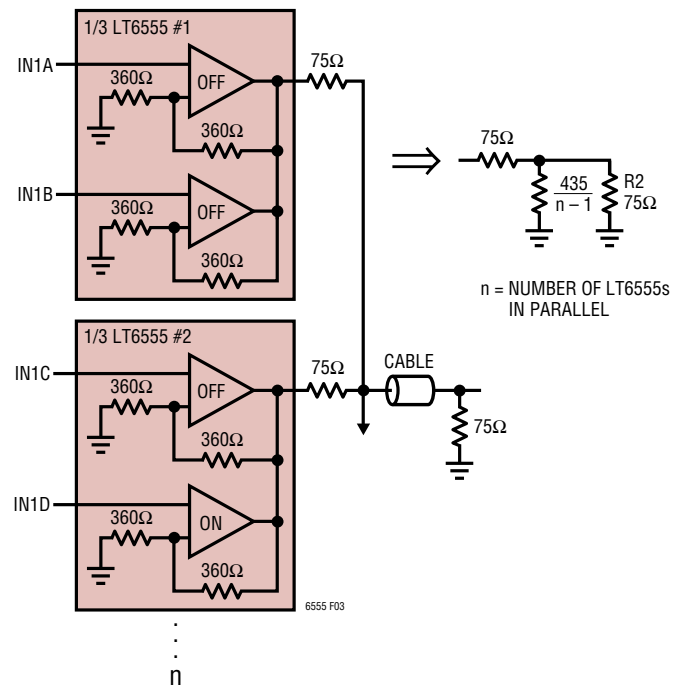 1/3 LT6555 #1
IN1A
360Ω
OFF
75Ω
360Ω
IN1B
360Ω
OFF
360Ω
75Ω
435
n – 1
R2
75Ω
n = NUMBER OF LT6555s
IN PARALLEL
1/3 LT6555 #2
IN1C
360Ω
OFF
75Ω
CABLE
360Ω
75Ω
IN1D
360Ω
ON
360Ω
6555 F03
n